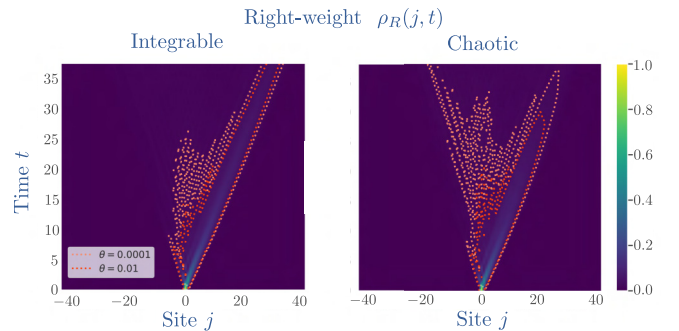 Right-weight ρ_R(j, t)
Integrable Chaotic
Time t
35
30
25
20
15
10
5
0
θ = 0.0001
θ = 0.01
−40 −20 0 20 40
−40 −20 0 20 40
Site j Site j
1.0
0.8
0.6
0.4
0.2
0.0